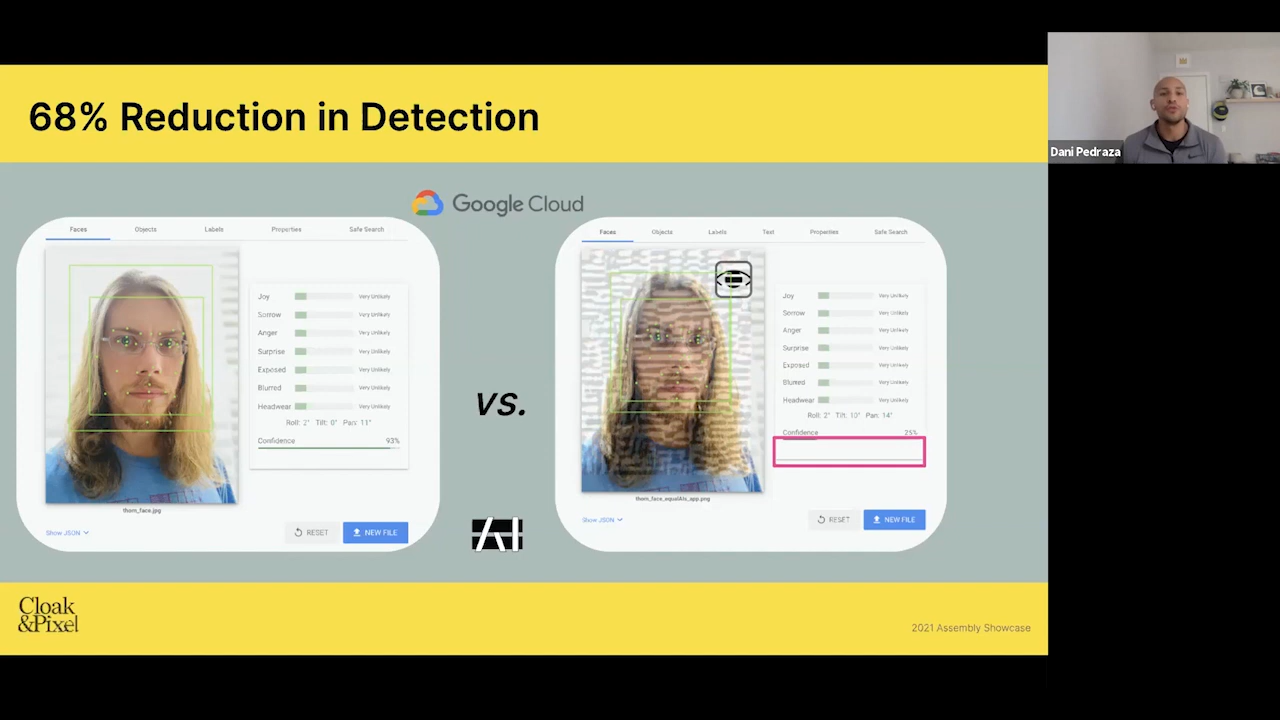 68% Reduction in Detection
Dani Pedraza
Google Cloud
Faces Objects Labels Properties Safe Search
Joy Very Unlikely
Sorrow Very Unlikely
Anger Very Unlikely
Surprise Very Unlikely
Exposed Very Unlikely
Blurred Very Unlikely
Headwear Very Unlikely
Roll: 2° Tilt: 0° Pan: 11°
Confidence 93%
thorn_face.jpg
Show JSON
RESET
NEW FILE
vs.
AI
Faces Objects Labels Text Properties Safe Search
Joy Very Unlikely
Sorrow Very Unlikely
Anger Very Unlikely
Surprise Very Unlikely
Exposed Very Unlikely
Blurred Very Unlikely
Headwear Very Unlikely
Roll: 2° Tilt: 10° Pan: 14°
Confidence 25%
thorn_face_equalAIs_app.png
Show JSON
RESET
NEW FILE
Cloak
&Pixel
2021 Assembly Showcase